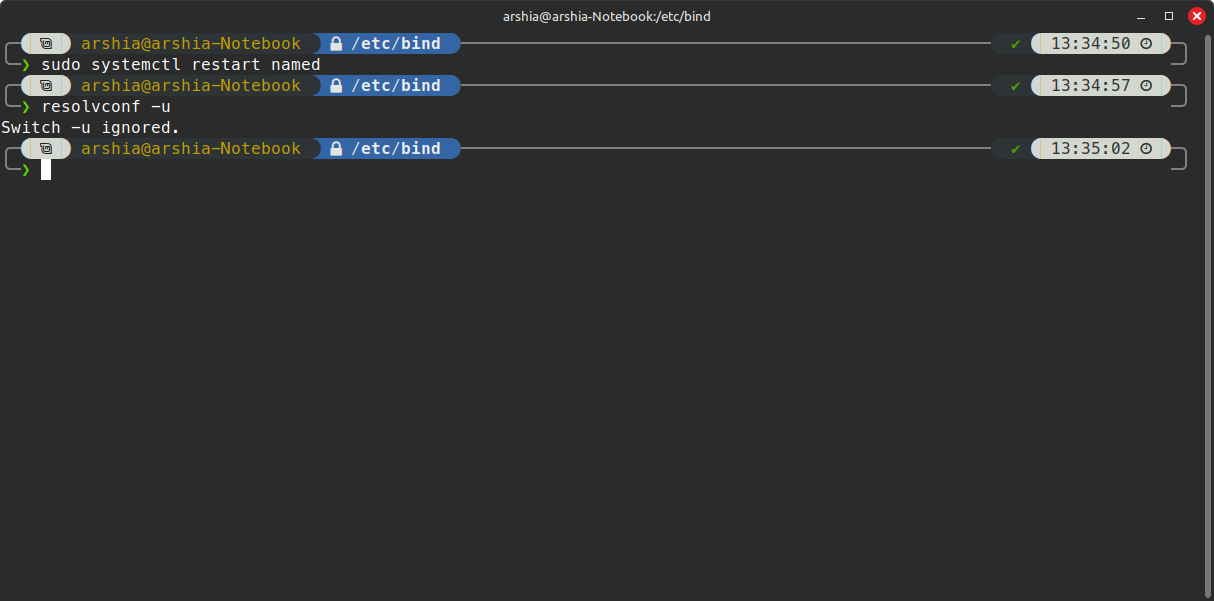 arshia@arshia-Notebook:/etc/bind
arshia@arshia-Notebook /etc/bind ✔ 13:34:50
❯ sudo systemctl restart named
arshia@arshia-Notebook /etc/bind ✔ 13:34:57
❯ resolvconf -u
Switch -u ignored.
arshia@arshia-Notebook /etc/bind ✔ 13:35:02
❯